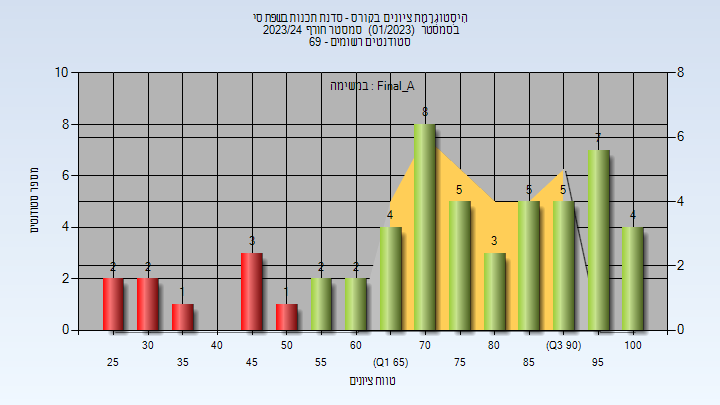 היסטוגרמת ציונים בקורס - סדנת תכנות בשפת סי
בסמסטר (01/2023) סמסטר חורף 2023/24
סטודנטים רשומים - 69
במשימה : Final_A
מספר סטודנטים
10 8 6 4 2 0
8 6 4 2 0
2 2 1 3 1 2 2 4 8 5 3 5 5 7 4
30 40 50 60 70 80 (Q3 90) 100
25 35 45 55 (Q1 65) 75 85 95
טווח ציונים